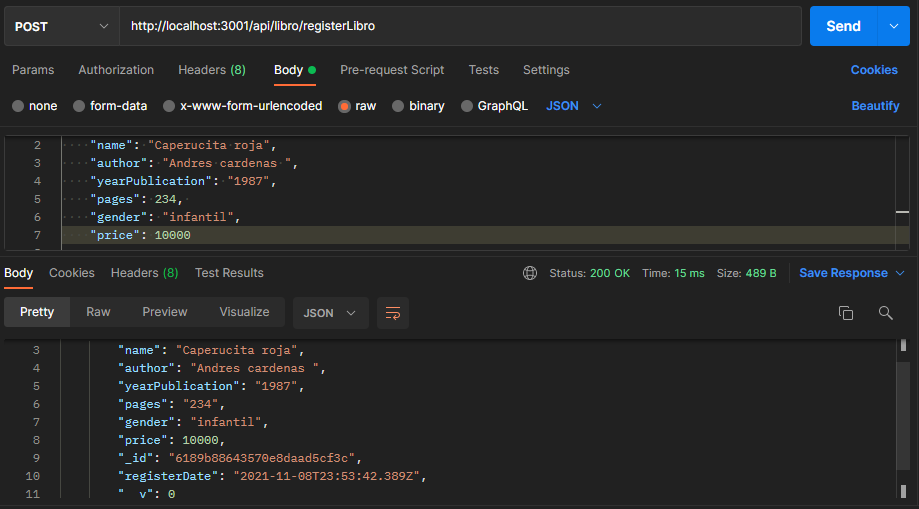 POST http://localhost:3001/api/libro/registerLibro Send
Params Authorization Headers (8) Body Pre-request Script Tests Settings Cookies
none form-data x-www-form-urlencoded raw binary GraphQL JSON Beautify
2 "name": "Caperucita roja",
3 "author": "Andres cardenas ",
4 "yearPublication": "1987",
5 "pages": 234,
6 "gender": "infantil",
7 "price": 10000
Body Cookies Headers (8) Test Results Status: 200 OK Time: 15 ms Size: 489 B Save Response
Pretty Raw Preview Visualize JSON
3 "name": "Caperucita roja",
4 "author": "Andres cardenas ",
5 "yearPublication": "1987",
6 "pages": "234",
7 "gender": "infantil",
8 "price": 10000,
9 "_id": "6189b88643570e8daad5cf3c",
10 "registerDate": "2021-11-08T23:53:42.389Z",
11 "__v": 0